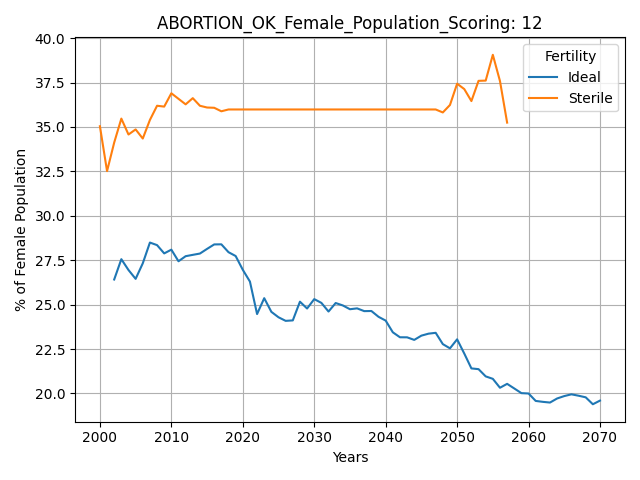 ABORTION_OK_Female_Population_Scoring: 12
Fertility
Ideal
Sterile
% of Female Population
40.0
37.5
35.0
32.5
30.0
27.5
25.0
22.5
20.0
2000 2010 2020 2030 2040 2050 2060 2070
Years